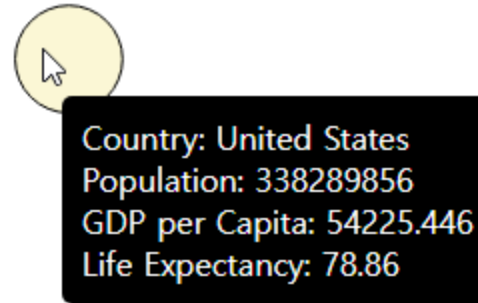 Country: United States
Population: 338289856
GDP per Capita: 54225.446
Life Expectancy: 78.86